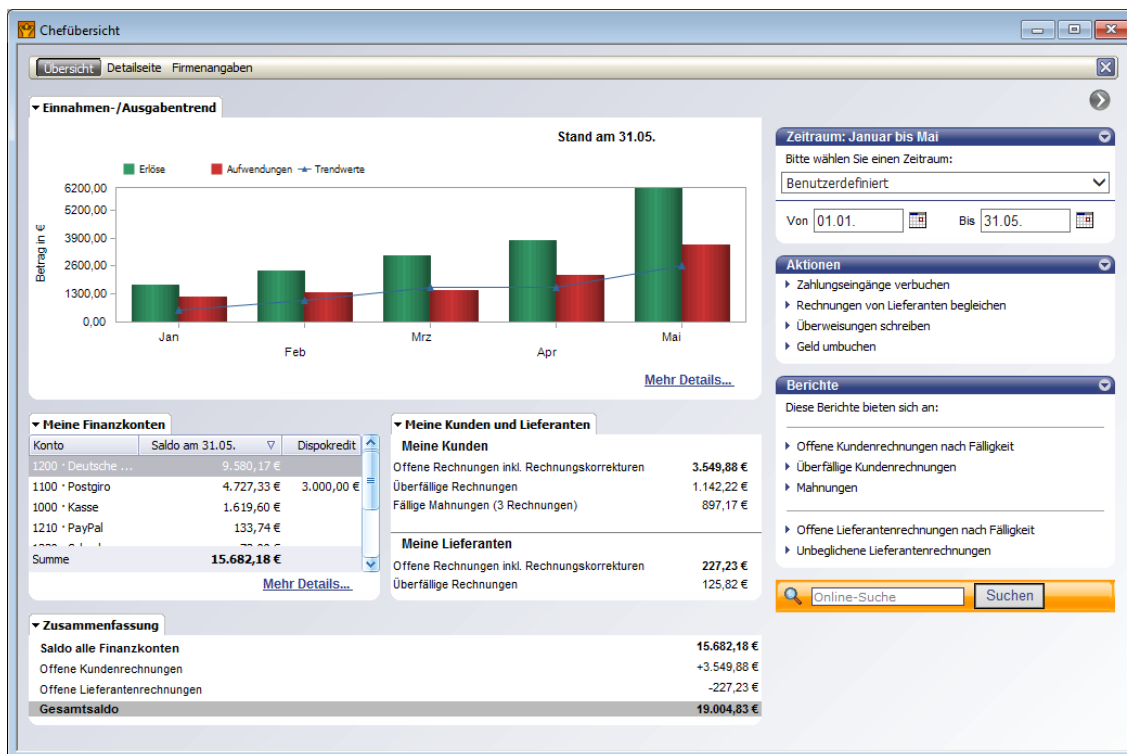 Chefübersicht
Übersicht Detailseite Firmenangaben
Einnahmen-/Ausgabentrend
Stand am 31.05.
Erlöse Aufwendungen Trendwerte
Betrag in €
6200,00
5200,00
3900,00
2600,00
1300,00
0,00
Jan Feb Mrz Apr Mai
Mehr Details...
Meine Finanzkonten
Konto Saldo am 31.05. Dispokredit
1200 · Deutsche ... 9.580,17 €
1100 · Postgiro 4.727,33 € 3.000,00 €
1000 · Kasse 1.619,60 €
1210 · PayPal 133,74 €
Summe 15.682,18 €
Mehr Details...
Meine Kunden und Lieferanten
Meine Kunden
Offene Rechnungen inkl. Rechnungskorrekturen 3.549,88 €
Überfällige Rechnungen 1.142,22 €
Fällige Mahnungen (3 Rechnungen) 897,17 €
Meine Lieferanten
Offene Rechnungen inkl. Rechnungskorrekturen 227,23 €
Überfällige Rechnungen 125,82 €
Zusammenfassung
Saldo alle Finanzkonten 15.682,18 €
Offene Kundenrechnungen +3.549,88 €
Offene Lieferantenrechnungen -227,23 €
Gesamtsaldo 19.004,83 €
Zeitraum: Januar bis Mai
Bitte wählen Sie einen Zeitraum:
Benutzerdefiniert
Von 01.01. Bis 31.05.
Aktionen
Zahlungseingänge verbuchen
Rechnungen von Lieferanten begleichen
Überweisungen schreiben
Geld umbuchen
Berichte
Diese Berichte bieten sich an:
Offene Kundenrechnungen nach Fälligkeit
Überfällige Kundenrechnungen
Mahnungen
Offene Lieferantenrechnungen nach Fälligkeit
Unbeglichene Lieferantenrechnungen
Online-Suche Suchen